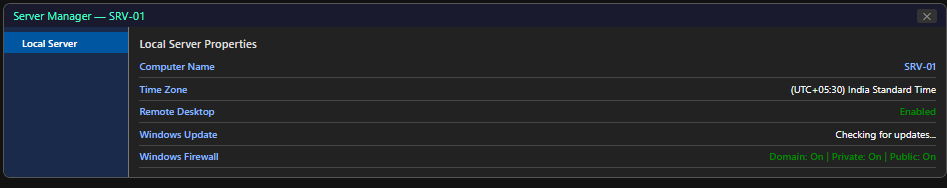 Server Manager — SRV-01
Local Server
Local Server Properties
Computer Name SRV-01
Time Zone (UTC+05:30) India Standard Time
Remote Desktop Enabled
Windows Update Checking for updates...
Windows Firewall Domain: On | Private: On | Public: On